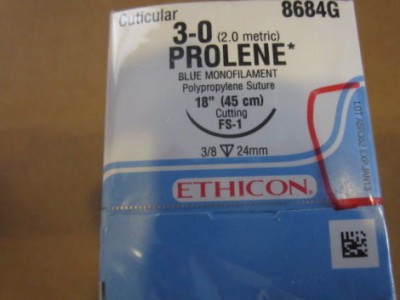 Cuticular 8684G
3-0 (2.0 metric)
PROLENE*
BLUE MONOFILAMENT
Polypropylene Suture
18" (45 cm)
Cutting
FS-1
3/8 24mm
ETHICON